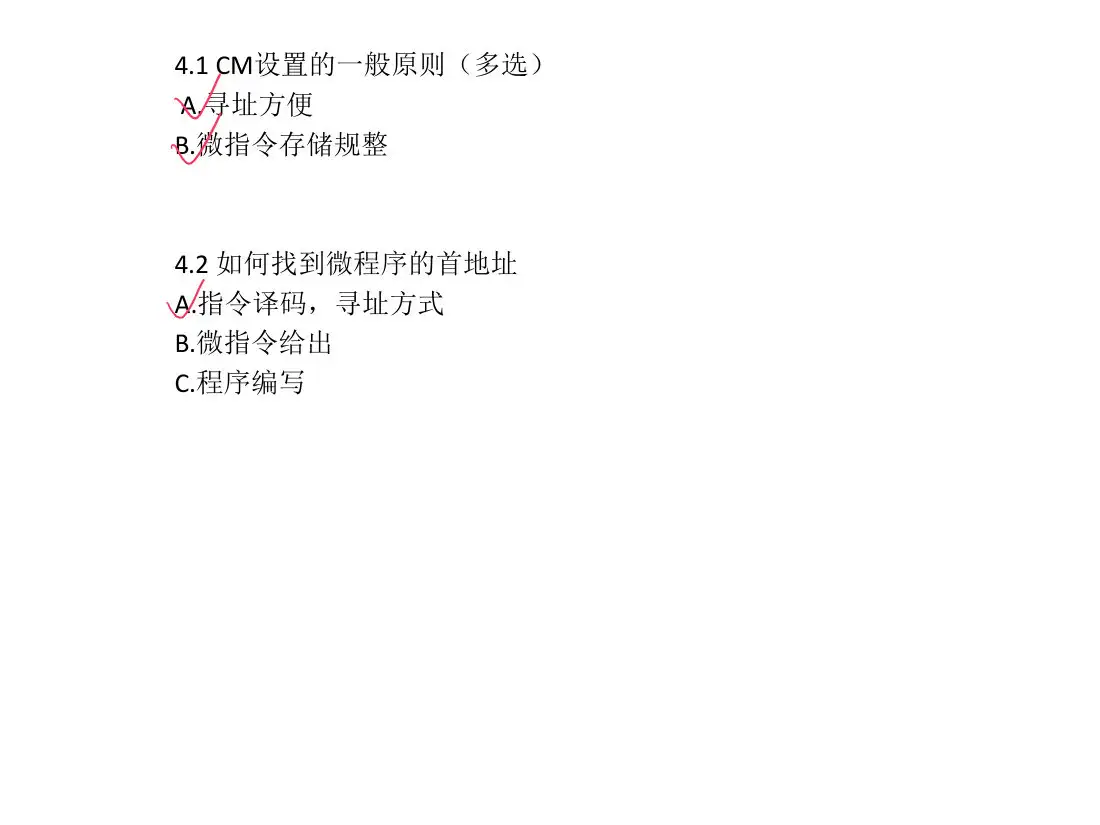 4.1 CM设置的一般原则（多选）
A.寻址方便
B.微指令存储规整
4.2 如何找到微程序的首地址
A.指令译码，寻址方式
B.微指令给出
C.程序编写